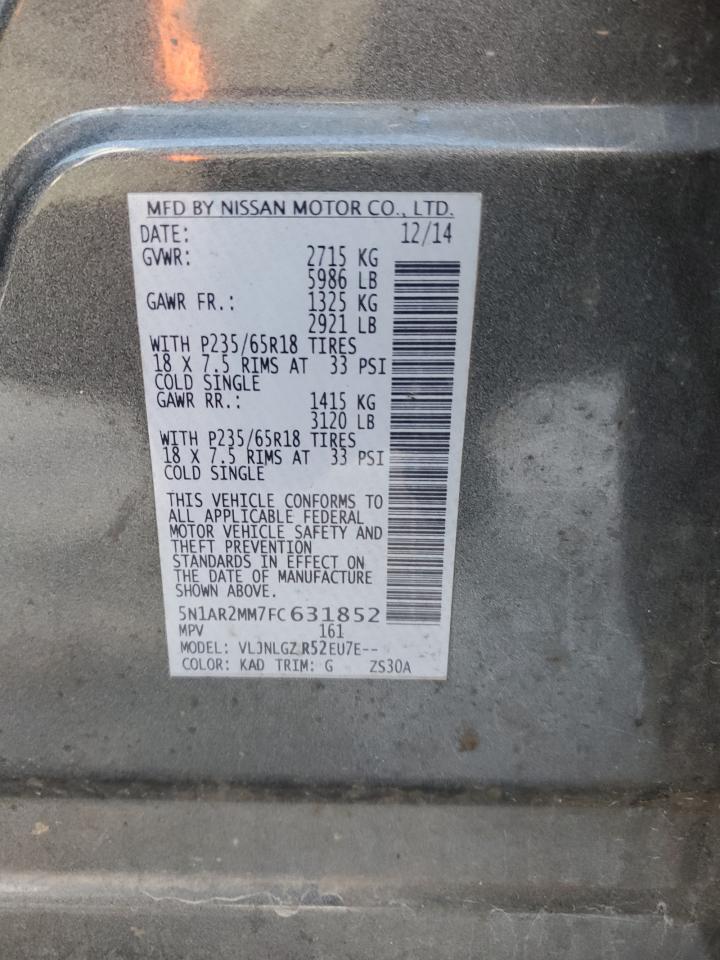 MFD BY NISSAN MOTOR CO., LTD.
DATE: 12/14
GVWR: 2715 KG
5986 LB
GAWR FR.: 1325 KG
2921 LB
WITH P235/65R18 TIRES
18 X 7.5 RIMS AT 33 PSI
COLD SINGLE
GAWR RR.: 1415 KG
3120 LB
WITH P235/65R18 TIRES
18 X 7.5 RIMS AT 33 PSI
COLD SINGLE
THIS VEHICLE CONFORMS TO
ALL APPLICABLE FEDERAL
MOTOR VEHICLE SAFETY AND
THEFT PREVENTION
STANDARDS IN EFFECT ON
THE DATE OF MANUFACTURE
SHOWN ABOVE.
5N1AR2MM7FC631852
MPV 161
MODEL: VLJNLGZ R52EU7E--
COLOR: KAD TRIM: G ZS30A